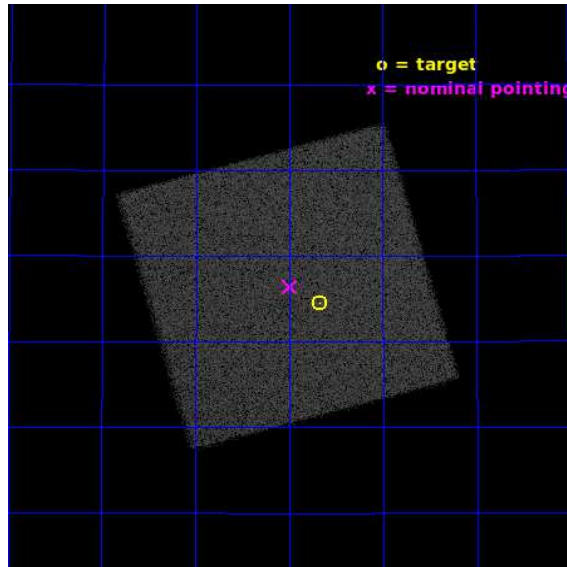 o = target
x = nominal pointing